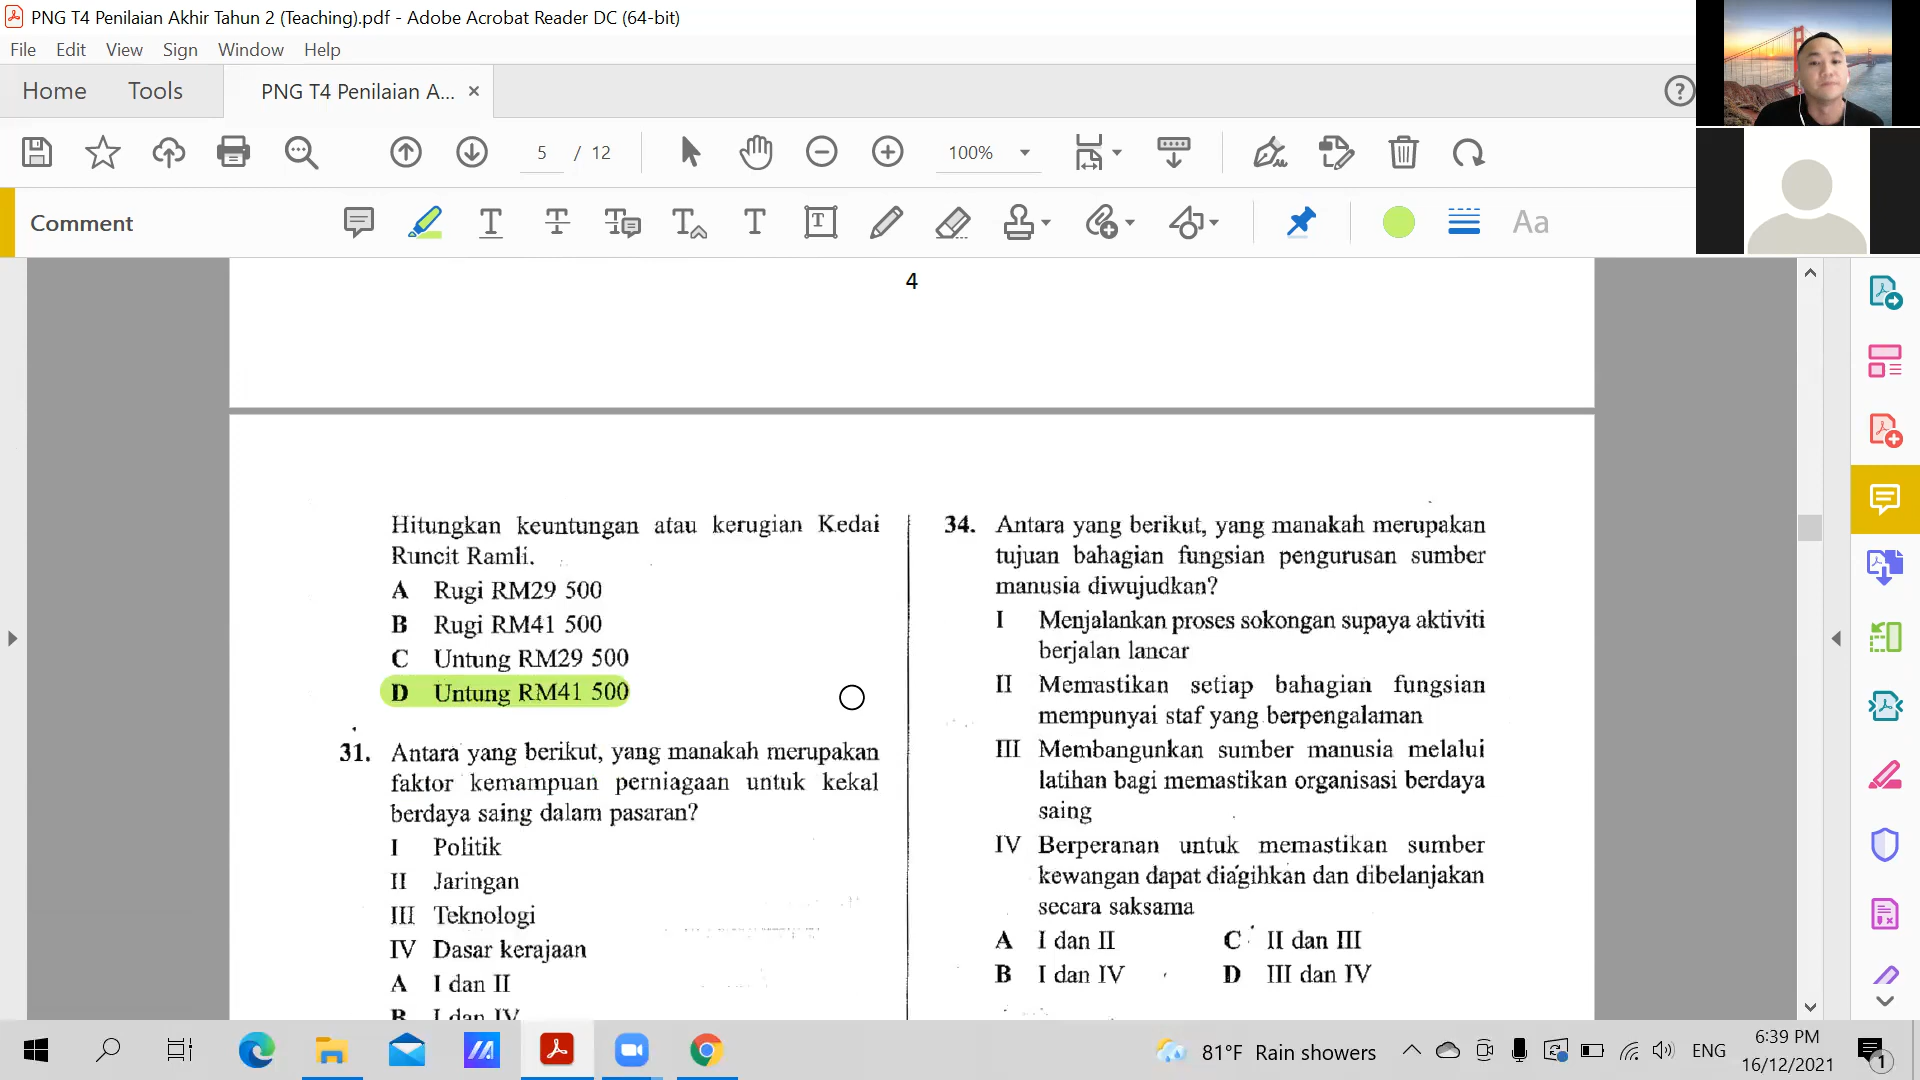 PNG T4 Penilaian Akhir Tahun 2 (Teaching).pdf - Adobe Acrobat Reader DC (64-bit)
File Edit View Sign Window Help
Home Tools PNG T4 Penilaian A... ×
5 / 12 100%
Comment
Aa
4
Hitungkan keuntungan atau kerugian Kedai
Runcit Ramli.
A Rugi RM29 500
B Rugi RM41 500
C Untung RM29 500
D Untung RM41 500
31. Antara yang berikut, yang manakah merupakan
faktor kemampuan perniagaan untuk kekal
berdaya saing dalam pasaran?
I Politik
II Jaringan
III Teknologi
IV Dasar kerajaan
A I dan II
B I dan IV
34. Antara yang berikut, yang manakah merupakan
tujuan bahagian fungsian pengurusan sumber
manusia diwujudkan?
I Menjalankan proses sokongan supaya aktiviti
berjalan lancar
II Memastikan setiap bahagian fungsian
mempunyai staf yang berpengalaman
III Membangunkan sumber manusia melalui
latihan bagi memastikan organisasi berdaya
saing
IV Berperanan untuk memastikan sumber
kewangan dapat diagihkan dan dibelanjakan
secara saksama
A I dan II C II dan III
B I dan IV D III dan IV
81°F Rain showers ENG 6:39 PM
16/12/2021
1